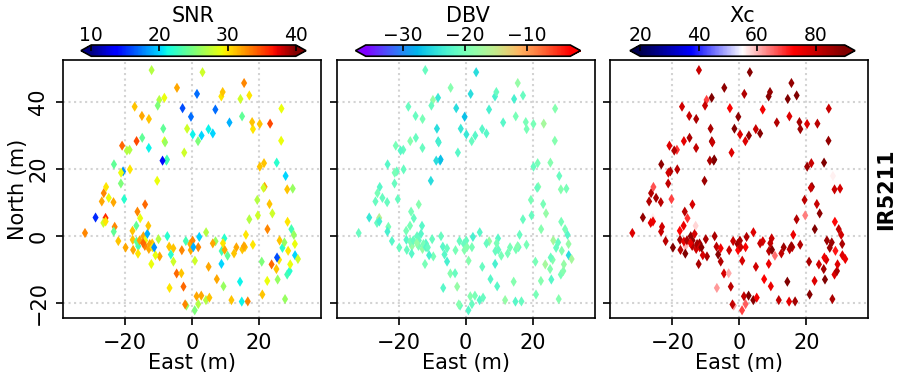 SNR DBV Xc
10 20 30 40 −30 −20 −10 20 40 60 80
40
20
0
−20
North (m)
IR5211
−20 0 20 −20 0 20 −20 0 20
East (m) East (m) East (m)